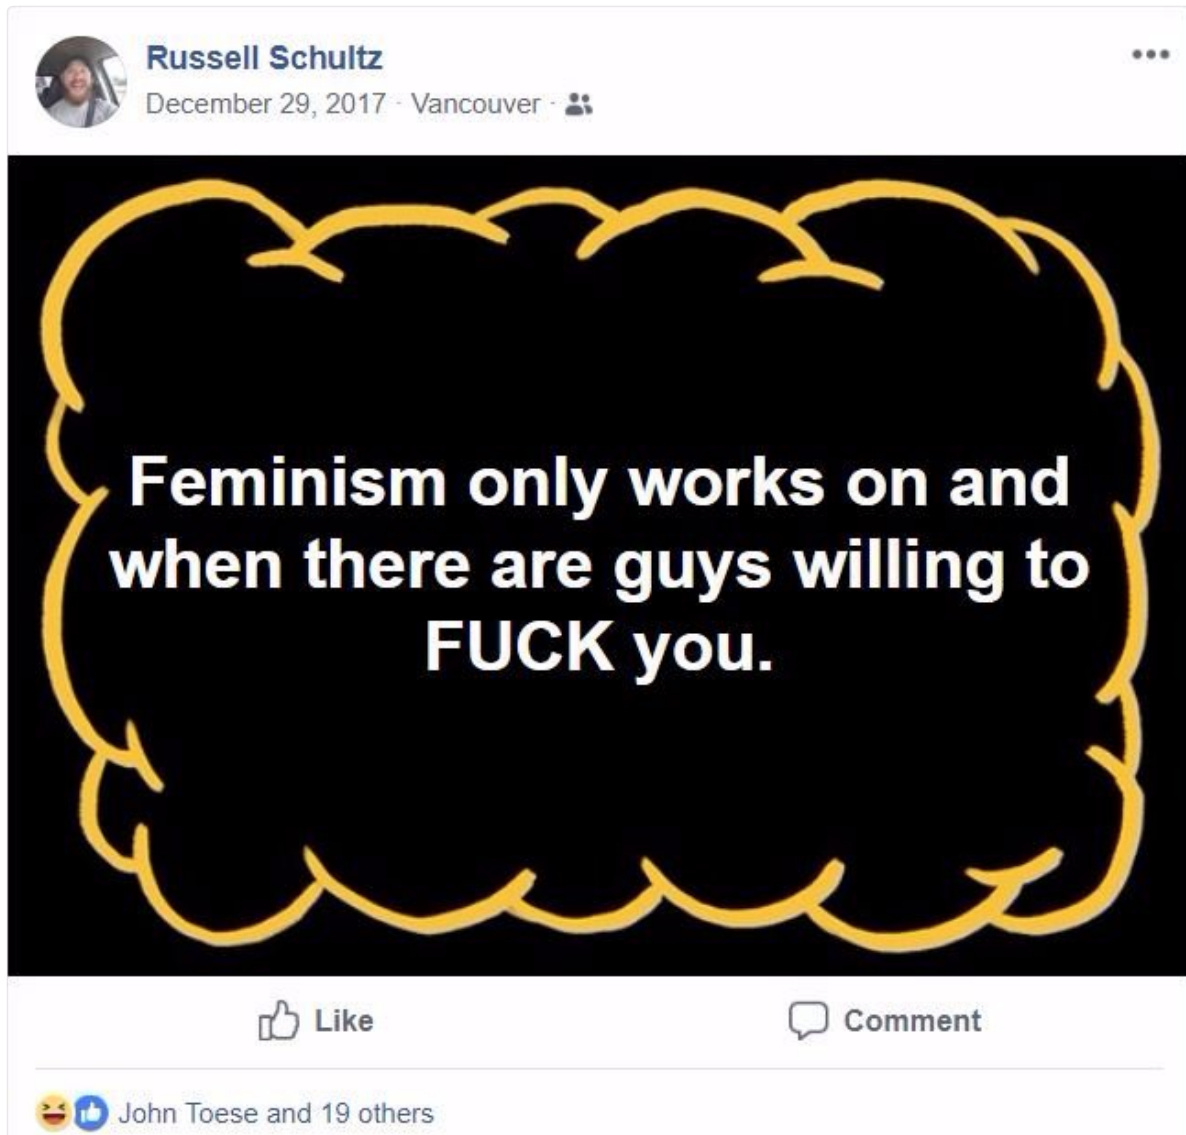 Russell Schultz
December 29, 2017 · Vancouver ·
Feminism only works on and
when there are guys willing to
FUCK you.
Like
Comment
John Toese and 19 others